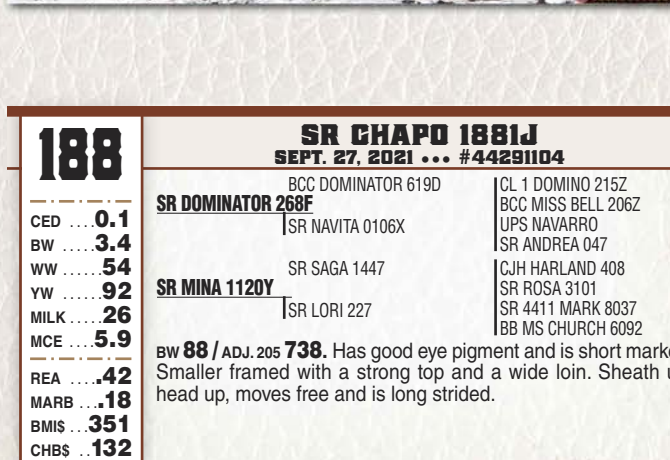 188
SR CHAPO 1881J
SEPT. 27, 2021 ••• #44291104
CED ....0.1
BW .....3.4
WW ......54
YW ......92
MILK .....26
MCE ....5.9
REA .....42
MARB ....18
BMI$ ...351
CHB$ ..132
BCC DOMINATOR 619D
SR DOMINATOR 268F
SR NAVITA 0106X
SR SAGA 1447
SR MINA 1120Y
SR LORI 227
CL 1 DOMINO 215Z
BCC MISS BELL 206Z
UPS NAVARRO
SR ANDREA 047
CJH HARLAND 408
SR ROSA 3101
SR 4411 MARK 8037
BB MS CHURCH 6092
BW 88 / ADJ. 205 738. Has good eye pigment and is short marke
Smaller framed with a strong top and a wide loin. Sheath u
head up, moves free and is long strided.